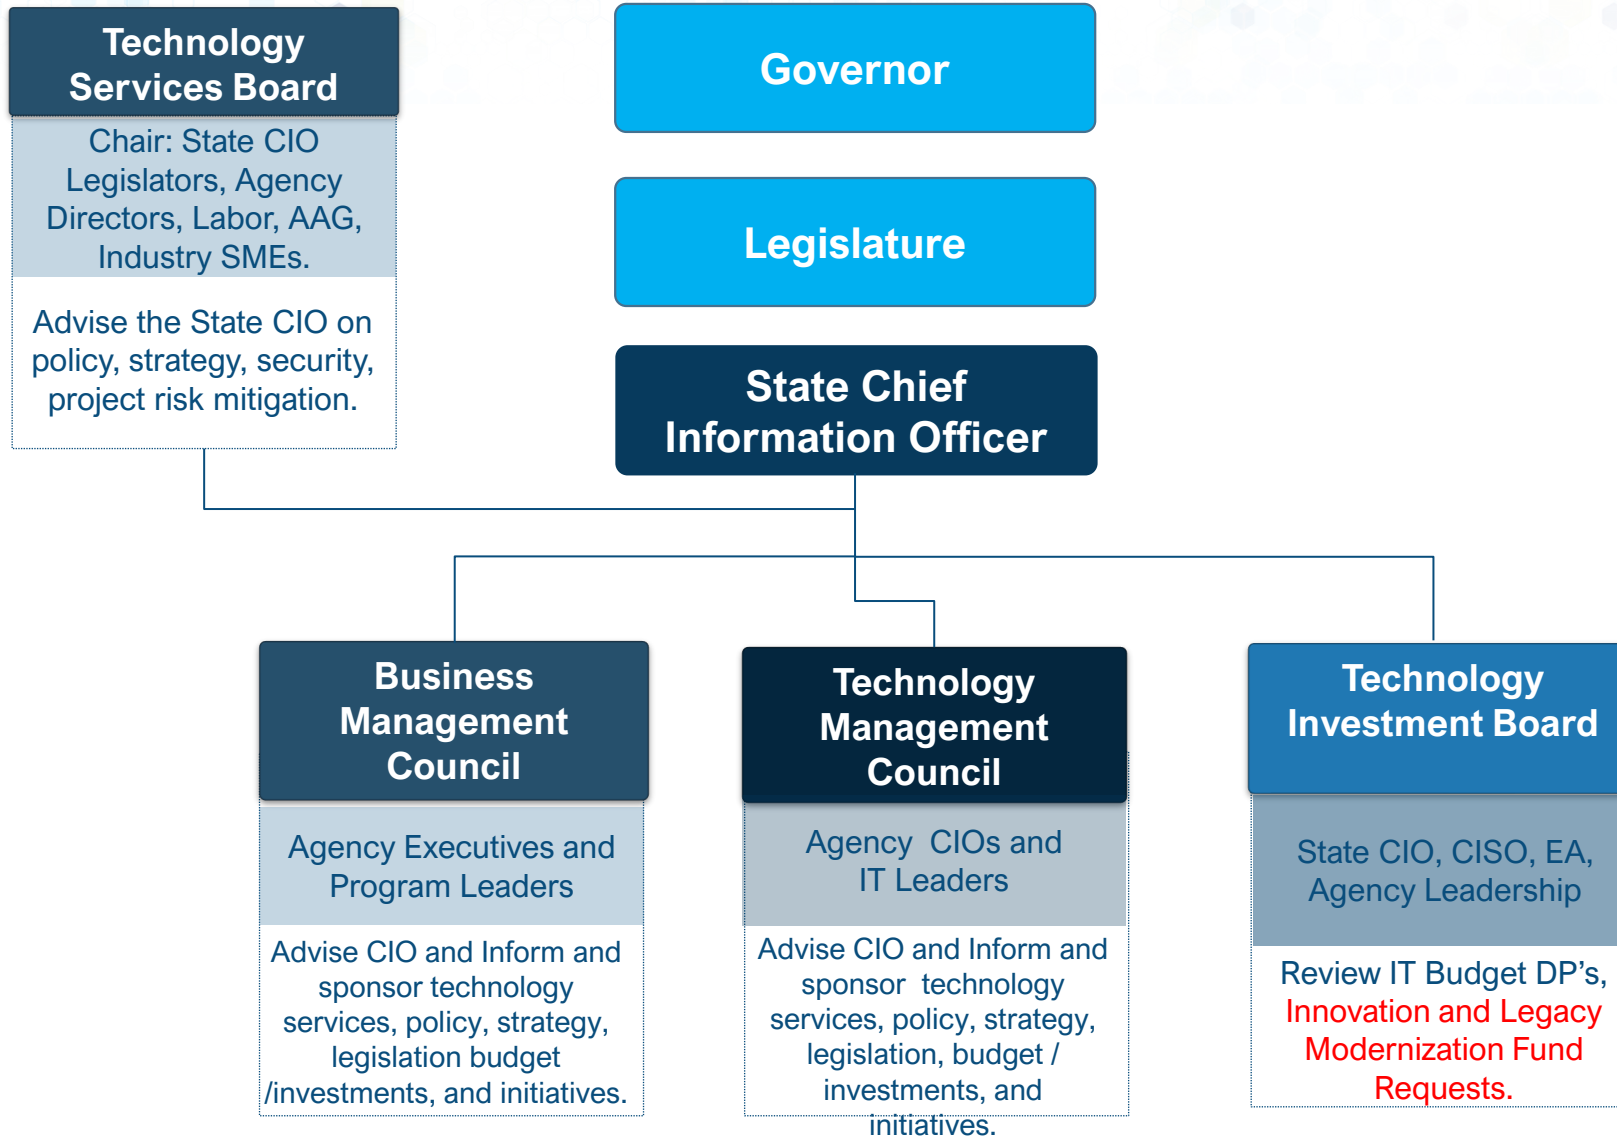 Technology
Services Board
Chair: State CIO
Legislators, Agency
Directors, Labor, AAG,
Industry SMEs.
Advise the State CIO on
policy, strategy, security,
project risk mitigation.
Governor
Legislature
State Chief
Information Officer
Business
Management
Council
Agency Executives and
Program Leaders
Advise CIO and Inform and
sponsor technology
services, policy, strategy,
legislation budget
/investments, and initiatives.
Technology
Management
Council
Agency CIOs and
IT Leaders
Advise CIO and Inform and
sponsor technology
services, policy, strategy,
legislation, budget /
investments, and
initiatives.
Technology
Investment Board
State CIO, CISO, EA,
Agency Leadership
Review IT Budget DP’s,
Innovation and Legacy
Modernization Fund
Requests.